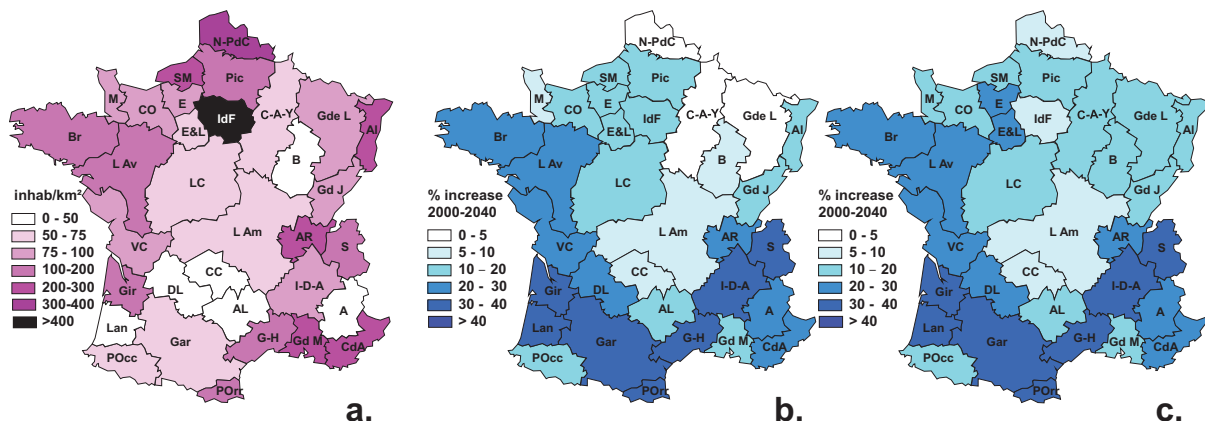 N-PdC
SM
Pic
M
CO
E
IdF
C-A-Y
Gde L
Al
E&L
Br
L Av
B
LC
Gd J
inhab/km²
0 - 50
50 - 75
75 - 100
100-200
200-300
300-400
>400
VC
L Am
AR
S
CC
DL
Gir
I-D-A
AL
A
Lan
Gar
G-H
Gd M
CdA
POcc
POrr
a.
N-PdC
SM
Pic
M
CO
E
IdF
C-A-Y
Gde L
Al
E&L
Br
L Av
B
LC
Gd J
% increase
2000-2040
0 - 5
5 - 10
10 – 20
20 - 30
30 - 40
> 40
VC
L Am
AR
S
CC
DL
Gir
I-D-A
AL
A
Lan
Gar
G-H
Gd M
CdA
POcc
POrr
b.
N-PdC
SM
Pic
M
CO
E
IdF
C-A-Y
Gde L
Al
E&L
Br
L Av
B
LC
Gd J
% increase
2000-2040
0 - 5
5 - 10
10 – 20
20 - 30
30 - 40
> 40
VC
L Am
AR
S
CC
DL
Gir
I-D-A
AL
A
Lan
Gar
G-H
Gd M
CdA
POcc
POrr
c.